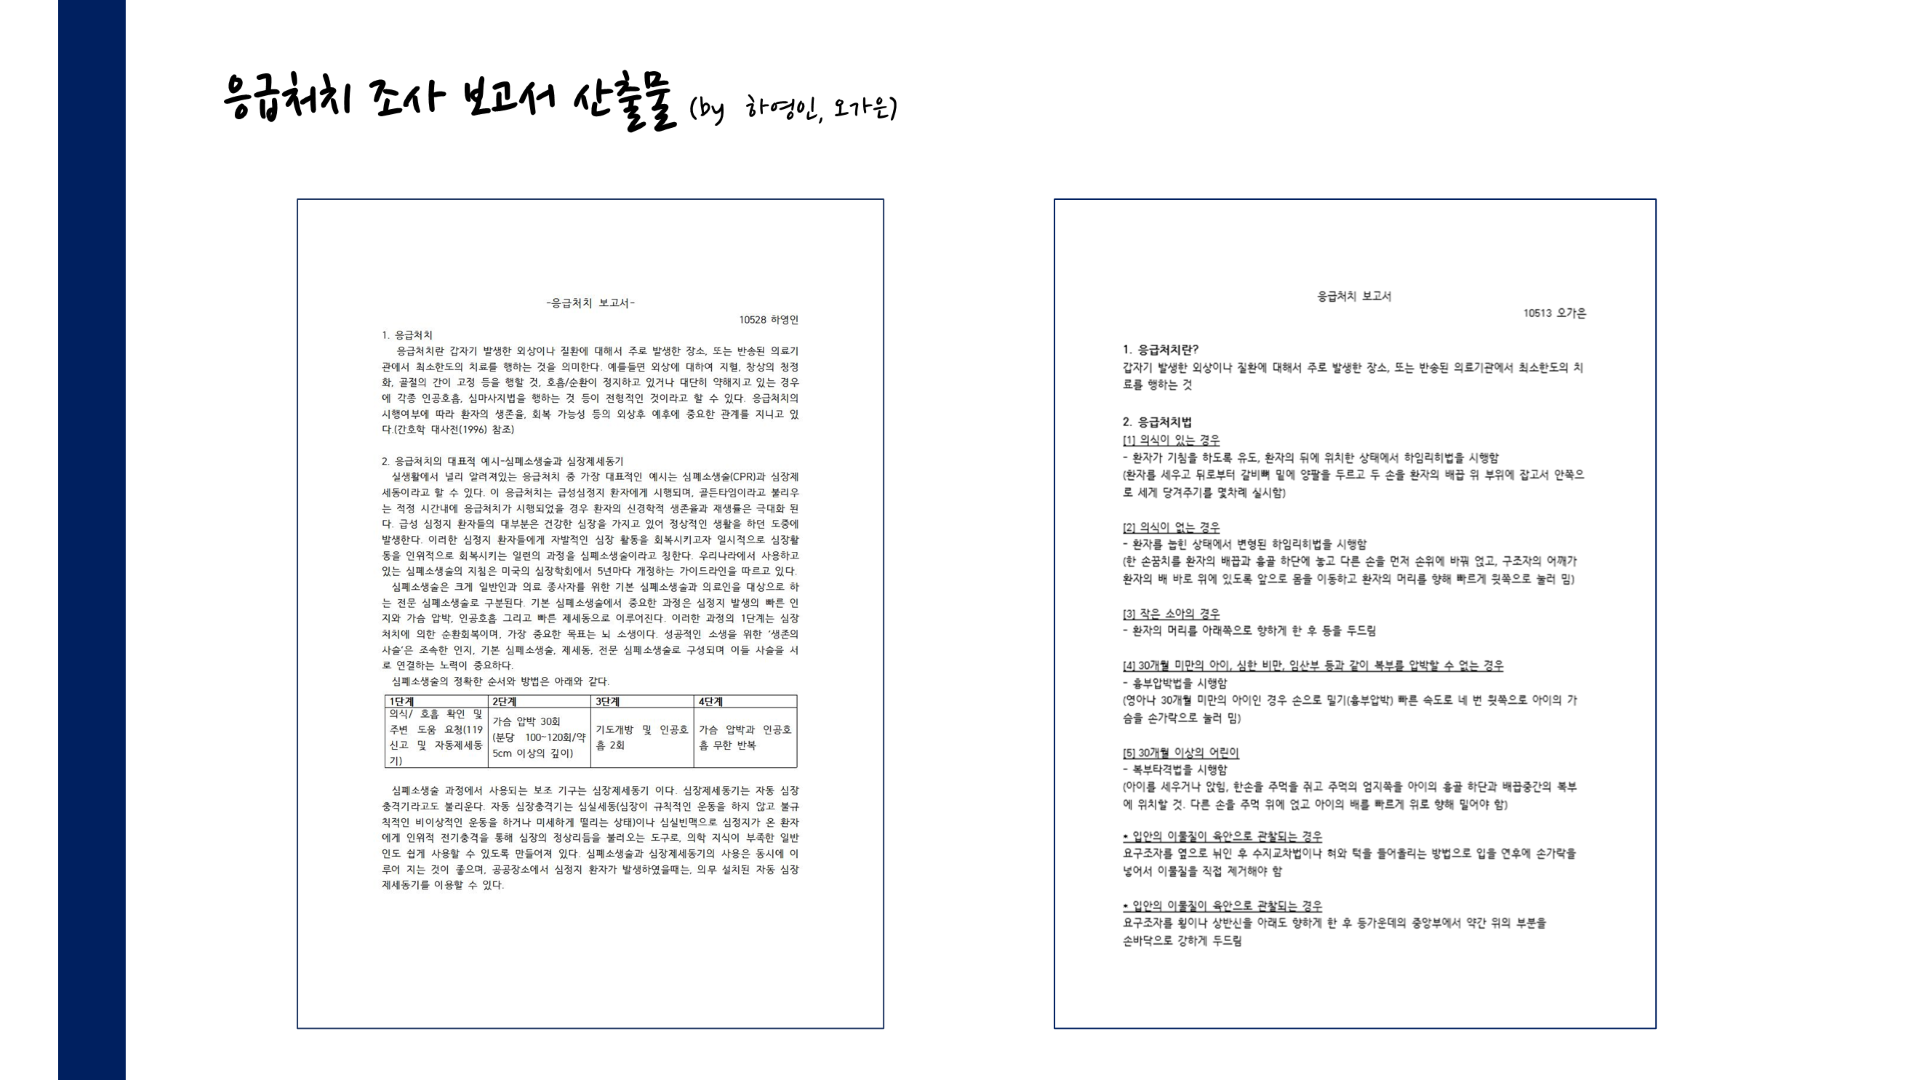 응급처치 조사 보고서 산출물 (by 하영인, 오가은)
-응급처치 보고서-
10528 하영인
1. 응급처치
응급처치란 갑자기 발생한 외상이나 질환에 대해서 주로 발생한 장소, 또는 반송된 의료기
관에서 최소한도의 치료를 행하는 것을 의미한다. 예를들면 외상에 대하여 지혈, 창상의 청정
화, 골절의 간이 고정 등을 행할 것, 호흡/순환이 정지하고 있거나 대단히 약해지고 있는 경우
에 각종 인공호흡, 심마사지법을 행하는 것 등이 전형적인 것이라고 할 수 있다. 응급처치의
시행여부에 따라 환자의 생존율, 회복 가능성 등의 외상후 예후에 중요한 관계를 지니고 있
다.(간호학 대사전(1996) 참조)
2. 응급처치의 대표적 예시-심폐소생술과 심장제세동기
실생활에서 널리 알려져있는 응급처치 중 가장 대표적인 예시는 심폐소생술(CPR)과 심장제
세동이라고 할 수 있다. 이 응급처치는 급성심정지 환자에게 시행되며, 골든타임이라고 불리우
는 적정 시간내에 응급처치가 시행되었을 경우 환자의 신경학적 생존율과 재생률은 극대화 된
다. 급성 심정지 환자들의 대부분은 건강한 심장을 가지고 있어 정상적인 생활을 하던 도중에
발생한다. 이러한 심정지 환자들에게 자발적인 심장 활동을 회복시키고자 일시적으로 심장활
동을 인위적으로 회복시키는 일련의 과정을 심폐소생술이라고 칭한다. 우리나라에서 사용하고
있는 심폐소생술의 지침은 미국의 심장학회에서 5년마다 개정하는 가이드라인을 따르고 있다.
심폐소생술은 크게 일반인과 의료 종사자를 위한 기본 심폐소생술과 의료인을 대상으로 하
는 전문 심폐소생술로 구분된다. 기본 심폐소생술에서 중요한 과정은 심정지 발생의 빠른 인
지와 가슴 압박, 인공호흡 그리고 빠른 제세동으로 이루어진다. 이러한 과정의 1단계는 심장
처치에 의한 순환회복이며, 가장 중요한 목표는 뇌 소생이다. 성공적인 소생을 위한 '생존의
사슬'은 조속한 인지, 기본 심폐소생술, 제세동, 전문 심폐소생술로 구성되며 이들 사슬을 서
로 연결하는 노력이 중요하다.
심폐소생술의 정확한 순서와 방법은 아래와 같다.
1단계 2단계 3단계 4단계
의식/ 호흡 확인 및
주변 도움 요청(119
신고 및 자동제세동
기)
가슴 압박 30회
(분당 100~120회/약
5cm 이상의 깊이)
기도개방 및 인공호
흡 2회
가슴 압박과 인공호
흡 무한 반복
심폐소생술 과정에서 사용되는 보조 기구는 심장제세동기 이다. 심장제세동기는 자동 심장
충격기라고도 불리운다. 자동 심장충격기는 심실세동(심장이 규칙적인 운동을 하지 않고 불규
칙적인 비이상적인 운동을 하거나 미세하게 떨리는 상태)이나 심실빈맥으로 심정지가 온 환자
에게 인위적 전기충격을 통해 심장의 정상리듬을 불러오는 도구로, 의학 지식이 부족한 일반
인도 쉽게 사용할 수 있도록 만들어져 있다. 심폐소생술과 심장제세동기의 사용은 동시에 이
루어 지는 것이 좋으며, 공공장소에서 심정지 환자가 발생하였을때는, 의무 설치된 자동 심장
제세동기를 이용할 수 있다.
응급처치 보고서
10513 오가은
1. 응급처치란?
갑자기 발생한 외상이나 질환에 대해서 주로 발생한 장소, 또는 반송된 의료기관에서 최소한도의 치
료를 행하는 것
2. 응급처치법
[1] 의식이 있는 경우
- 환자가 기침을 하도록 유도, 환자의 뒤에 위치한 상태에서 하임리히법을 시행함
(환자를 세우고 뒤로부터 갈비뼈 밑에 양팔을 두르고 두 손을 환자의 배꼽 위 부위에 잡고서 안쪽으
로 세게 당겨주기를 몇차례 실시함)
[2] 의식이 없는 경우
- 환자를 눕힌 상태에서 변형된 하임리히법을 시행함
(한 손꿈치를 환자의 배꼽과 흉골 하단에 놓고 다른 손을 먼저 손위에 바꿔 얹고, 구조자의 어깨가
환자의 배 바로 위에 있도록 앞으로 몸을 이동하고 환자의 머리를 향해 빠르게 윗쪽으로 눌러 밈)
[3] 작은 소아의 경우
- 환자의 머리를 아래쪽으로 향하게 한 후 등을 두드림
[4] 30개월 미만의 아이, 심한 비만, 임산부 등과 같이 복부를 압박할 수 없는 경우
- 흉부압박법을 시행함
(영아나 30개월 미만의 아이인 경우 손으로 밀기(흉부압박) 빠른 속도로 네 번 윗쪽으로 아이의 가
슴을 손가락으로 눌러 밈)
[5] 30개월 이상의 어린이
- 복부타격법을 시행함
(아이를 세우거나 앉힘, 한손을 주먹을 쥐고 주먹의 엄지쪽을 아이의 흉골 하단과 배꼽중간의 복부
에 위치할 것. 다른 손을 주먹 위에 얹고 아이의 배를 빠르게 위로 향해 밀어야 함)
* 입안의 이물질이 육안으로 관찰되는 경우
요구조자를 옆으로 뉘인 후 수지교차법이나 혀와 턱을 들어올리는 방법으로 입을 연후에 손가락을
넣어서 이물질을 직접 제거해야 함
* 입안의 이물질이 육안으로 관찰되는 경우
요구조자를 횡이나 상반신을 아래도 향하게 한 후 등가운데의 중앙부에서 약간 위의 부분을
손바닥으로 강하게 두드림